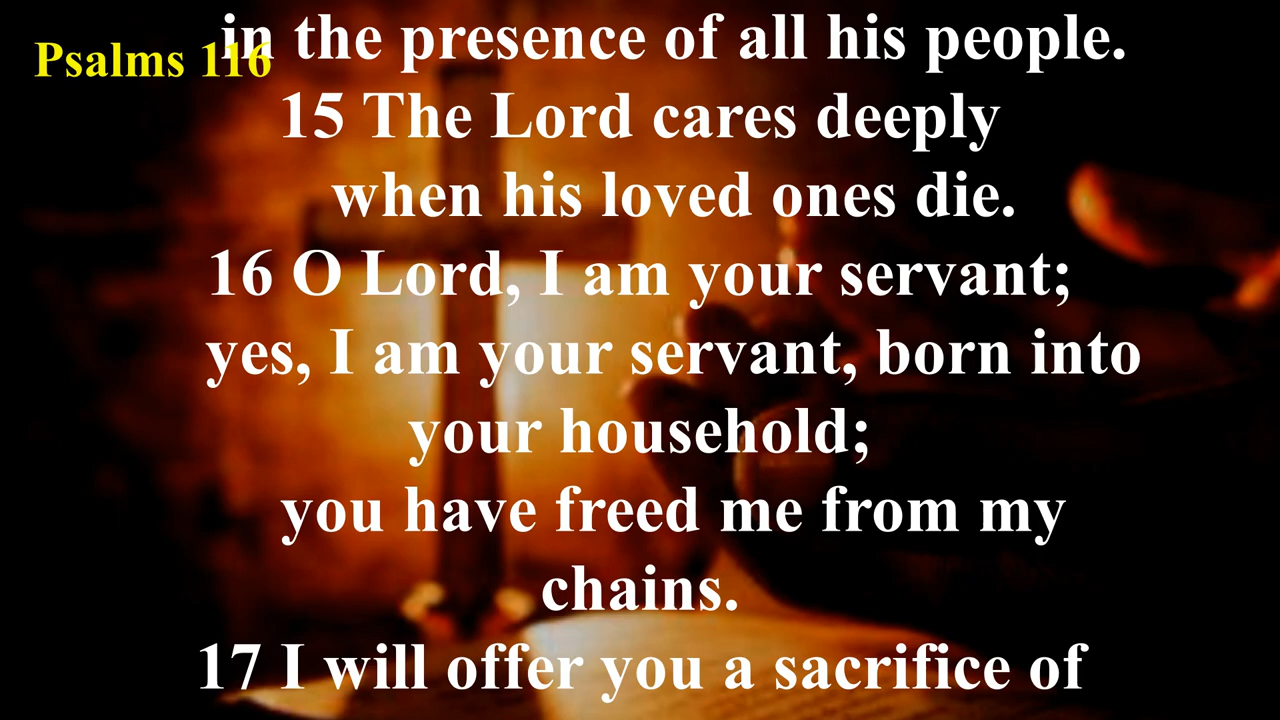 Psalms 116
in the presence of all his people.
15 The Lord cares deeply
when his loved ones die.
16 O Lord, I am your servant;
yes, I am your servant, born into
your household;
you have freed me from my
chains.
17 I will offer you a sacrifice of